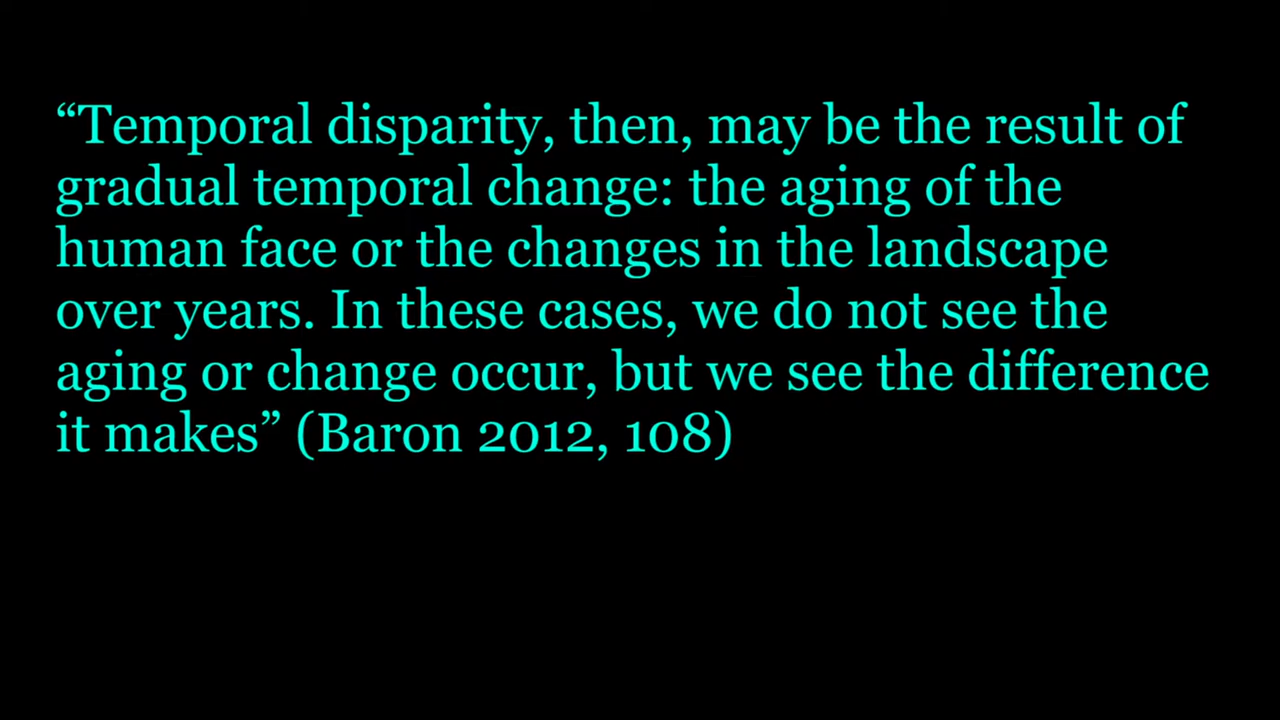 “Temporal disparity, then, may be the result of
gradual temporal change: the aging of the
human face or the changes in the landscape
over years. In these cases, we do not see the
aging or change occur, but we see the difference
it makes” (Baron 2012, 108)